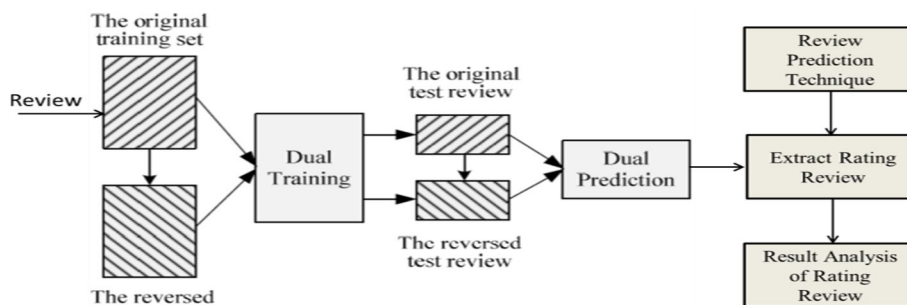 The original
training set
Review
The reversed
Dual
Training
The original
test review
The reversed
test review
Dual
Prediction
Review
Prediction
Technique
Extract Rating
Review
Result Analysis
of Rating
Review